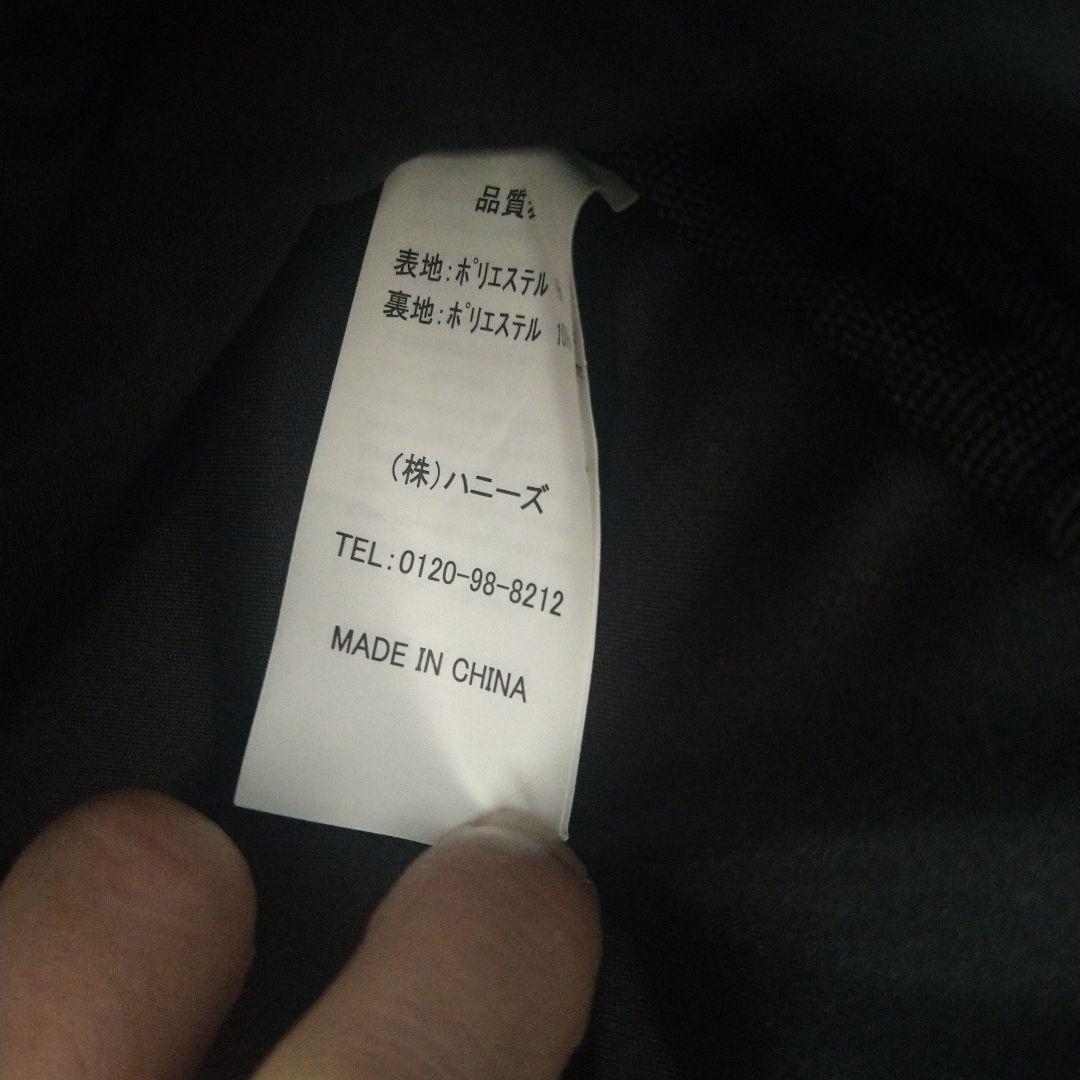 品質
表地:ポリエステル
裏地:ポリエステル
(株)ハニーズ
TEL:0120-98-8212
MADE IN CHINA